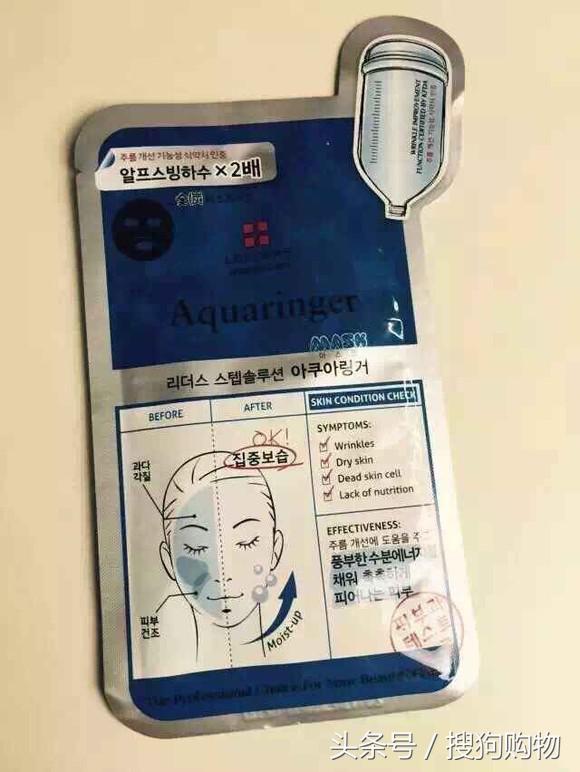 주름 개선 기능성 식약처 인증
알프스빙하수×2배
Aquaringer
MASK
마스크
리더스 스텝솔루션 아쿠아링거
BEFORE
AFTER
SKIN CONDITION CHECK
OK!
집중보습
과다
각질
피부
건조
Moist-up
SYMPTOMS:
Wrinkles
Dry skin
Dead skin cell
Lack of nutrition
EFFECTIVENESS:
주름 개선에 도움을
풍부한 수분에너지를
채워 촉촉하게
피어나는 피부
피부과
테스트
The Professional Choice For Your Beautiful
头条号 / 搜狗购物